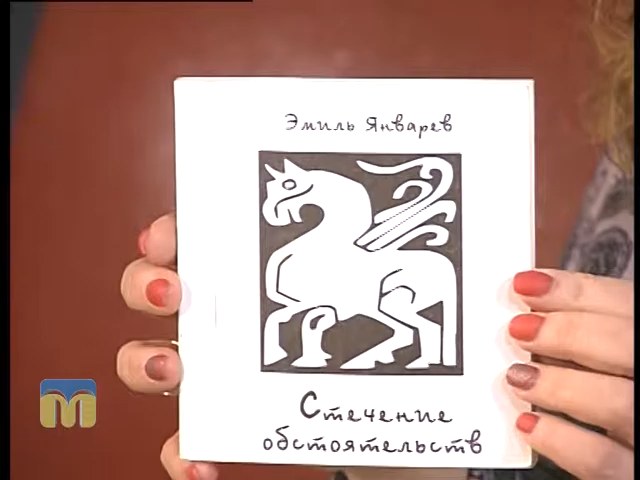 Эмиль Январев
Стечение
обстоятельств